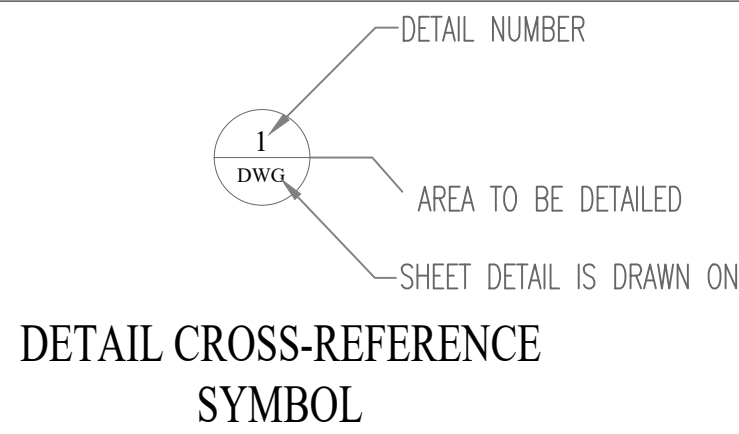 DETAIL NUMBER
1
DWG
AREA TO BE DETAILED
SHEET DETAIL IS DRAWN ON
DETAIL CROSS-REFERENCE
SYMBOL